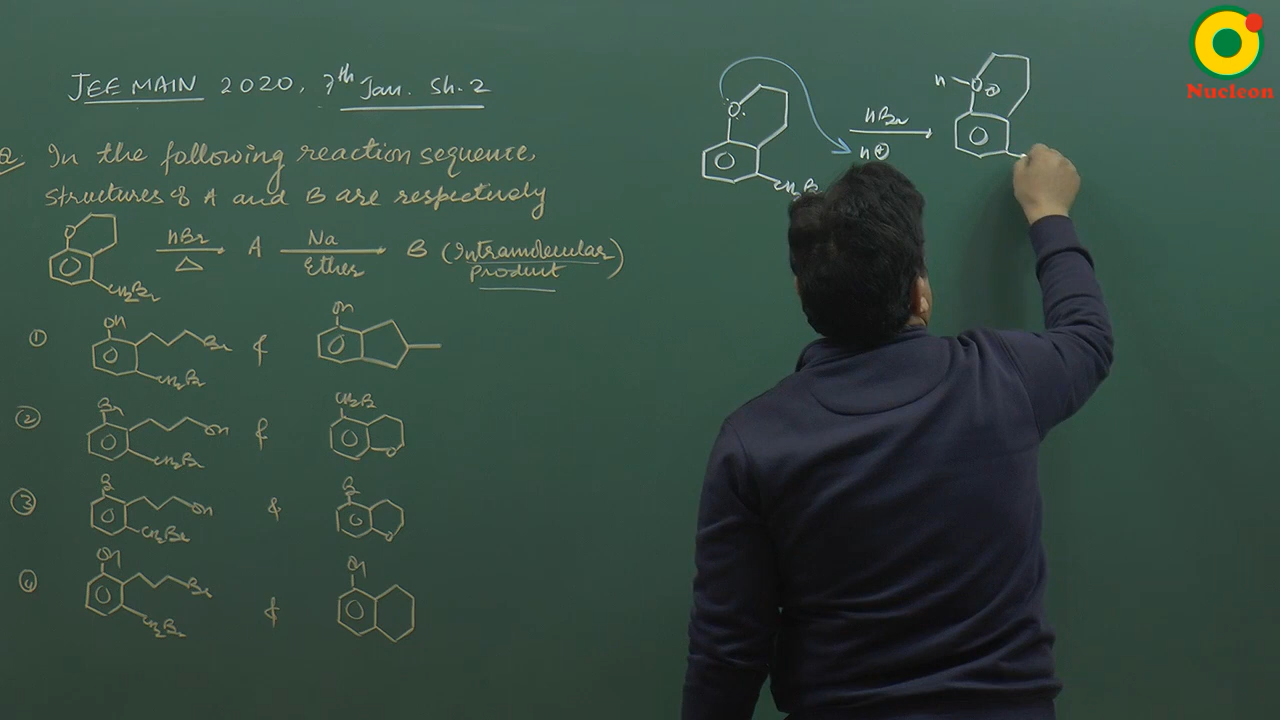 JEE MAIN 2020, 7th Jan. Sh. 2
Q In the following reaction sequence,
structures of A and B are respectively
O
CH2Br
HBr
Δ
A
Na
Ether
B (Intramolecular
Product)
① OH Br CH2Br & OH
② Br OH CH2Br & CH2Br O
③ Br OH CH2Br & Br O
④ OH Br CH2Br & OH
O
CH2B
HBr
H⊕
H O ⊕
Nucleon